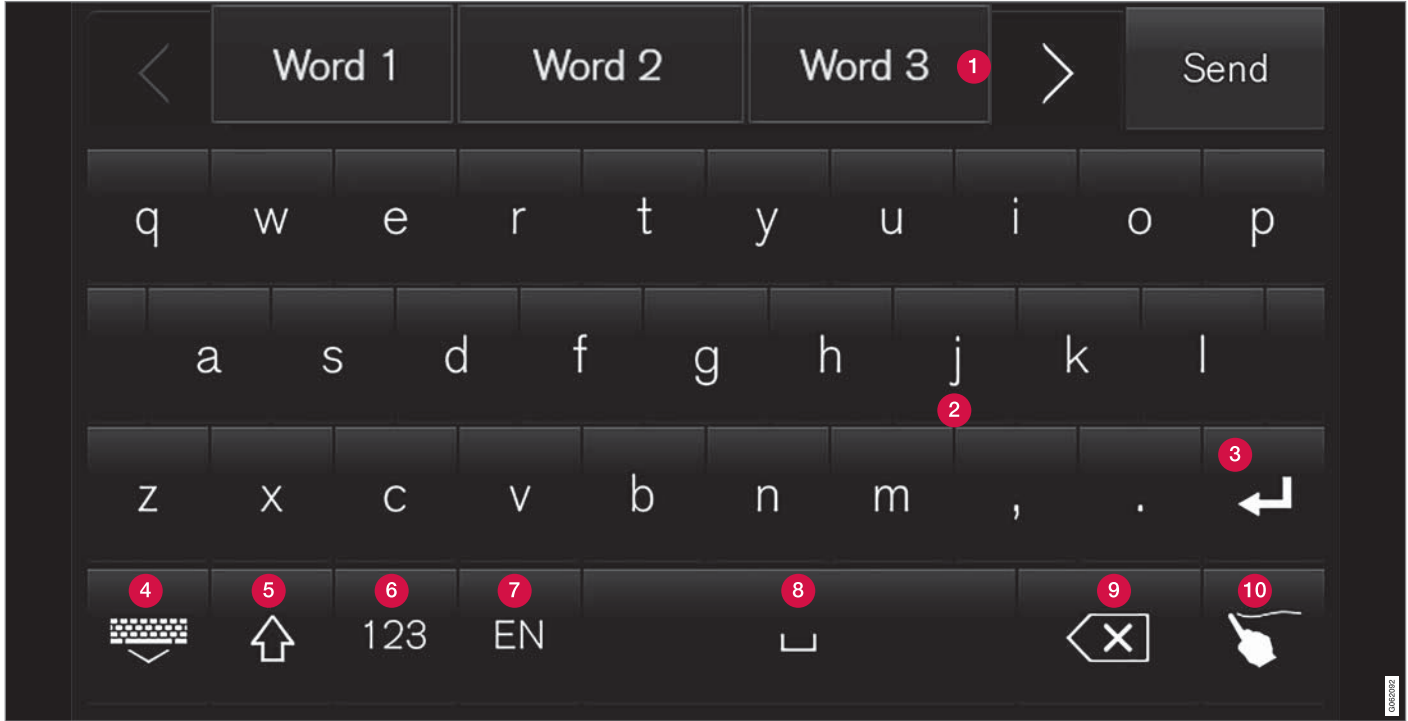 Word 1 Word 2 Word 3 1 Send
q w e r t y u i o p
a s d f g h j k l
2
3
z x c v b n m , .
4 5 6 7 8 9 10
123 EN
G062092